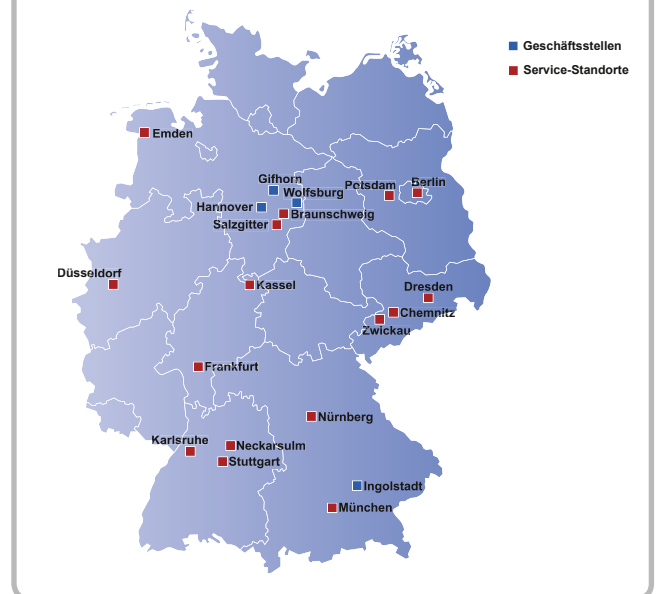 Geschäftsstellen
Service-Standorte
Emden
Gifhorn
Wolfsburg
Potsdam
Berlin
Hannover
Braunschweig
Salzgitter
Düsseldorf
Kassel
Dresden
Chemnitz
Zwickau
Frankfurt
Nürnberg
Karlsruhe
Neckarsulm
Stuttgart
Ingolstadt
München